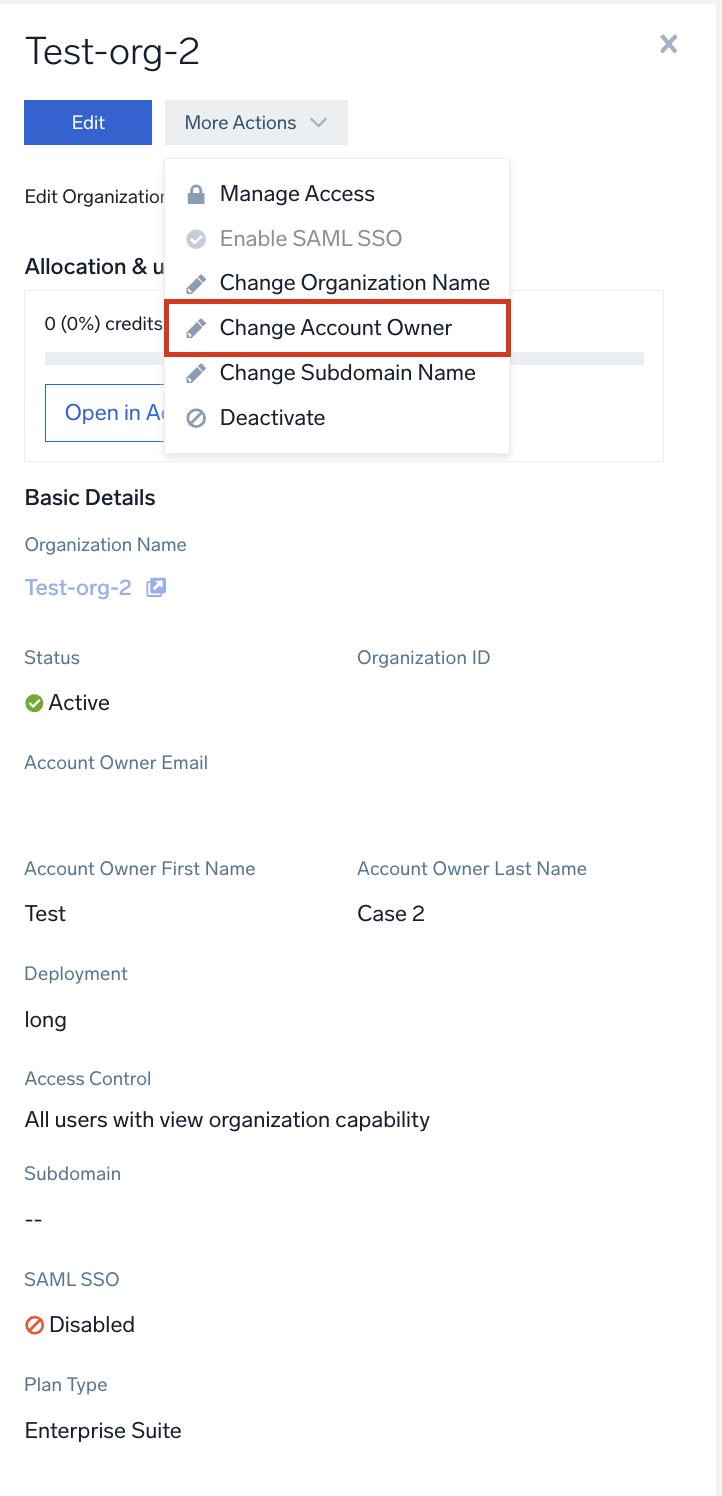 Test-org-2
Edit
More Actions
Manage Access
Edit Organization
Enable SAML SSO
Allocation & u
Change Organization Name
0 (0%) credits
Change Account Owner
Change Subdomain Name
Open in Ac
Deactivate
Basic Details
Organization Name
Test-org-2
Status
Organization ID
Active
Account Owner Email
Account Owner First Name
Account Owner Last Name
Test
Case 2
Deployment
long
Access Control
All users with view organization capability
Subdomain
--
SAML SSO
Disabled
Plan Type
Enterprise Suite